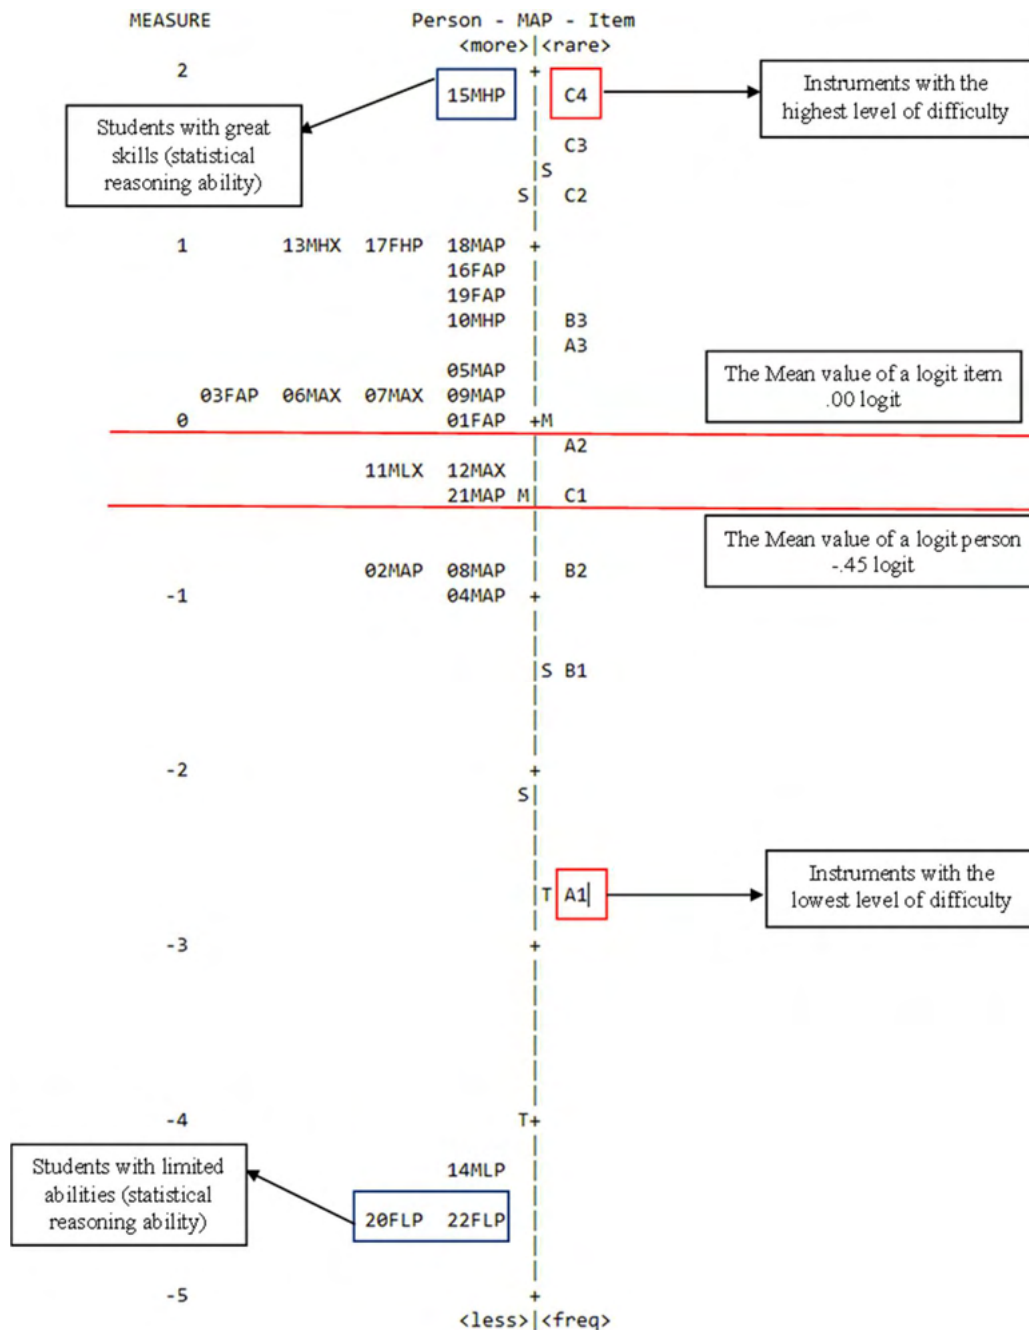 MEASURE Person - MAP - Item
<more>|<rare>
2 +
15MHP | C4
Instruments with the
highest level of difficulty
Students with great
skills (statistical
reasoning ability)
| C3
|S
S| C2
|
1 13MHX 17FHP 18MAP +
16FAP |
19FAP |
10MHP | B3
| A3
05MAP |
03FAP 06MAX 07MAX 09MAP |
The Mean value of a logit item
.00 logit
0 01FAP +M
| A2
11MLX 12MAX |
21MAP M| C1
|
The Mean value of a logit person
-.45 logit
|
02MAP 08MAP | B2
-1 04MAP +
|
|
|S B1
|
|
|
-2 +
S|
|
|
|
|T A1|
Instruments with the
lowest level of difficulty
|
-3 +
|
|
|
|
|
|
-4 T+
|
14MLP |
|
20FLP 22FLP |
Students with limited
abilities (statistical
reasoning ability)
|
|
-5 +
<less>|<freq>